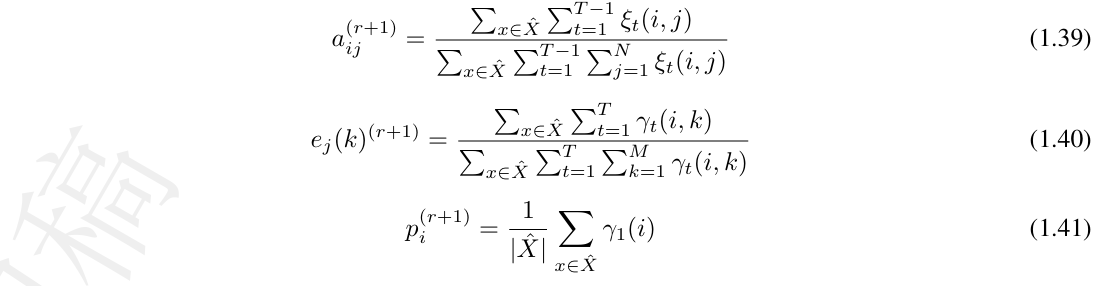 a_{ij}^{(r+1)} = \frac{\sum_{x \in \hat{X}} \sum_{t=1}^{T-1} \xi_t(i, j)}{\sum_{x \in \hat{X}} \sum_{t=1}^{T-1} \sum_{j=1}^{N} \xi_t(i, j)} (1.39)
e_j(k)^{(r+1)} = \frac{\sum_{x \in \hat{X}} \sum_{t=1}^{T} \gamma_t(i, k)}{\sum_{x \in \hat{X}} \sum_{t=1}^{T} \sum_{k=1}^{M} \gamma_t(i, k)} (1.40)
p_i^{(r+1)} = \frac{1}{|\hat{X}|} \sum_{x \in \hat{X}} \gamma_1(i) (1.41)
稿